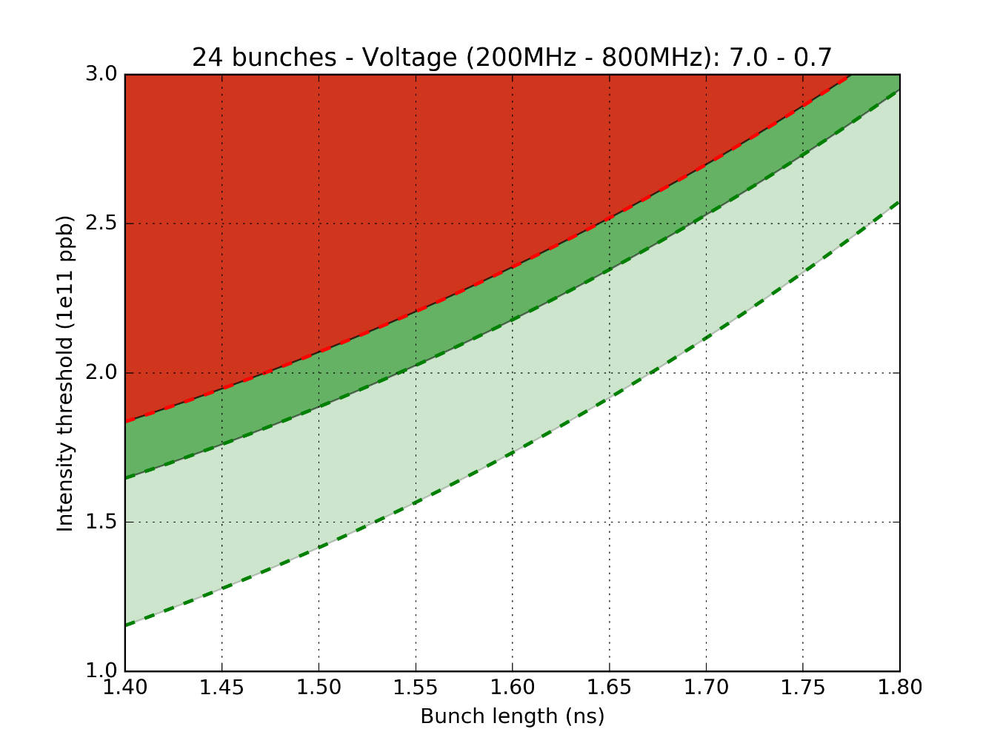 24 bunches - Voltage (200MHz - 800MHz): 7.0 - 0.7
3.0
2.5
2.0
1.5
1.0
Intensity threshold (1e11 ppb)
1.40 1.45 1.50 1.55 1.60 1.65 1.70 1.75 1.80
Bunch length (ns)